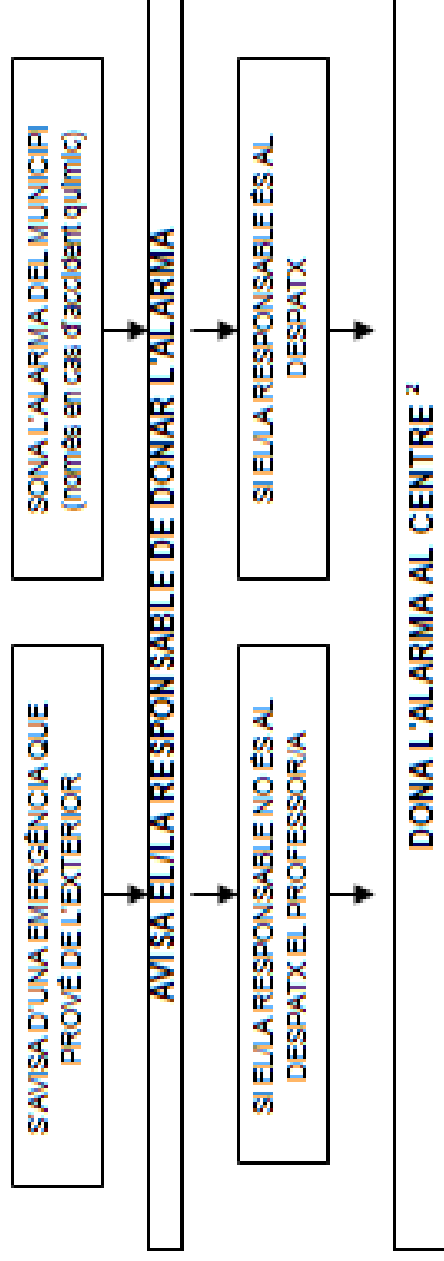 S'AVISA D'UNA EMERGÈNCIA QUE
PROVÉ DE L'EXTERIOR
SONA L'ALARMA DEL MUNICIPI
(només en cas d'accident químic)
AVISA EL/LA RESPONSABLE DE DONAR L'ALARMA
SI EL/LA RESPONSABLE NO ÉS AL
DESPATX EL PROFESSOR/A
SI EL/LA RESPONSABLE ÉS AL
DESPATX
DONA L'ALARMA AL CENTRE ²